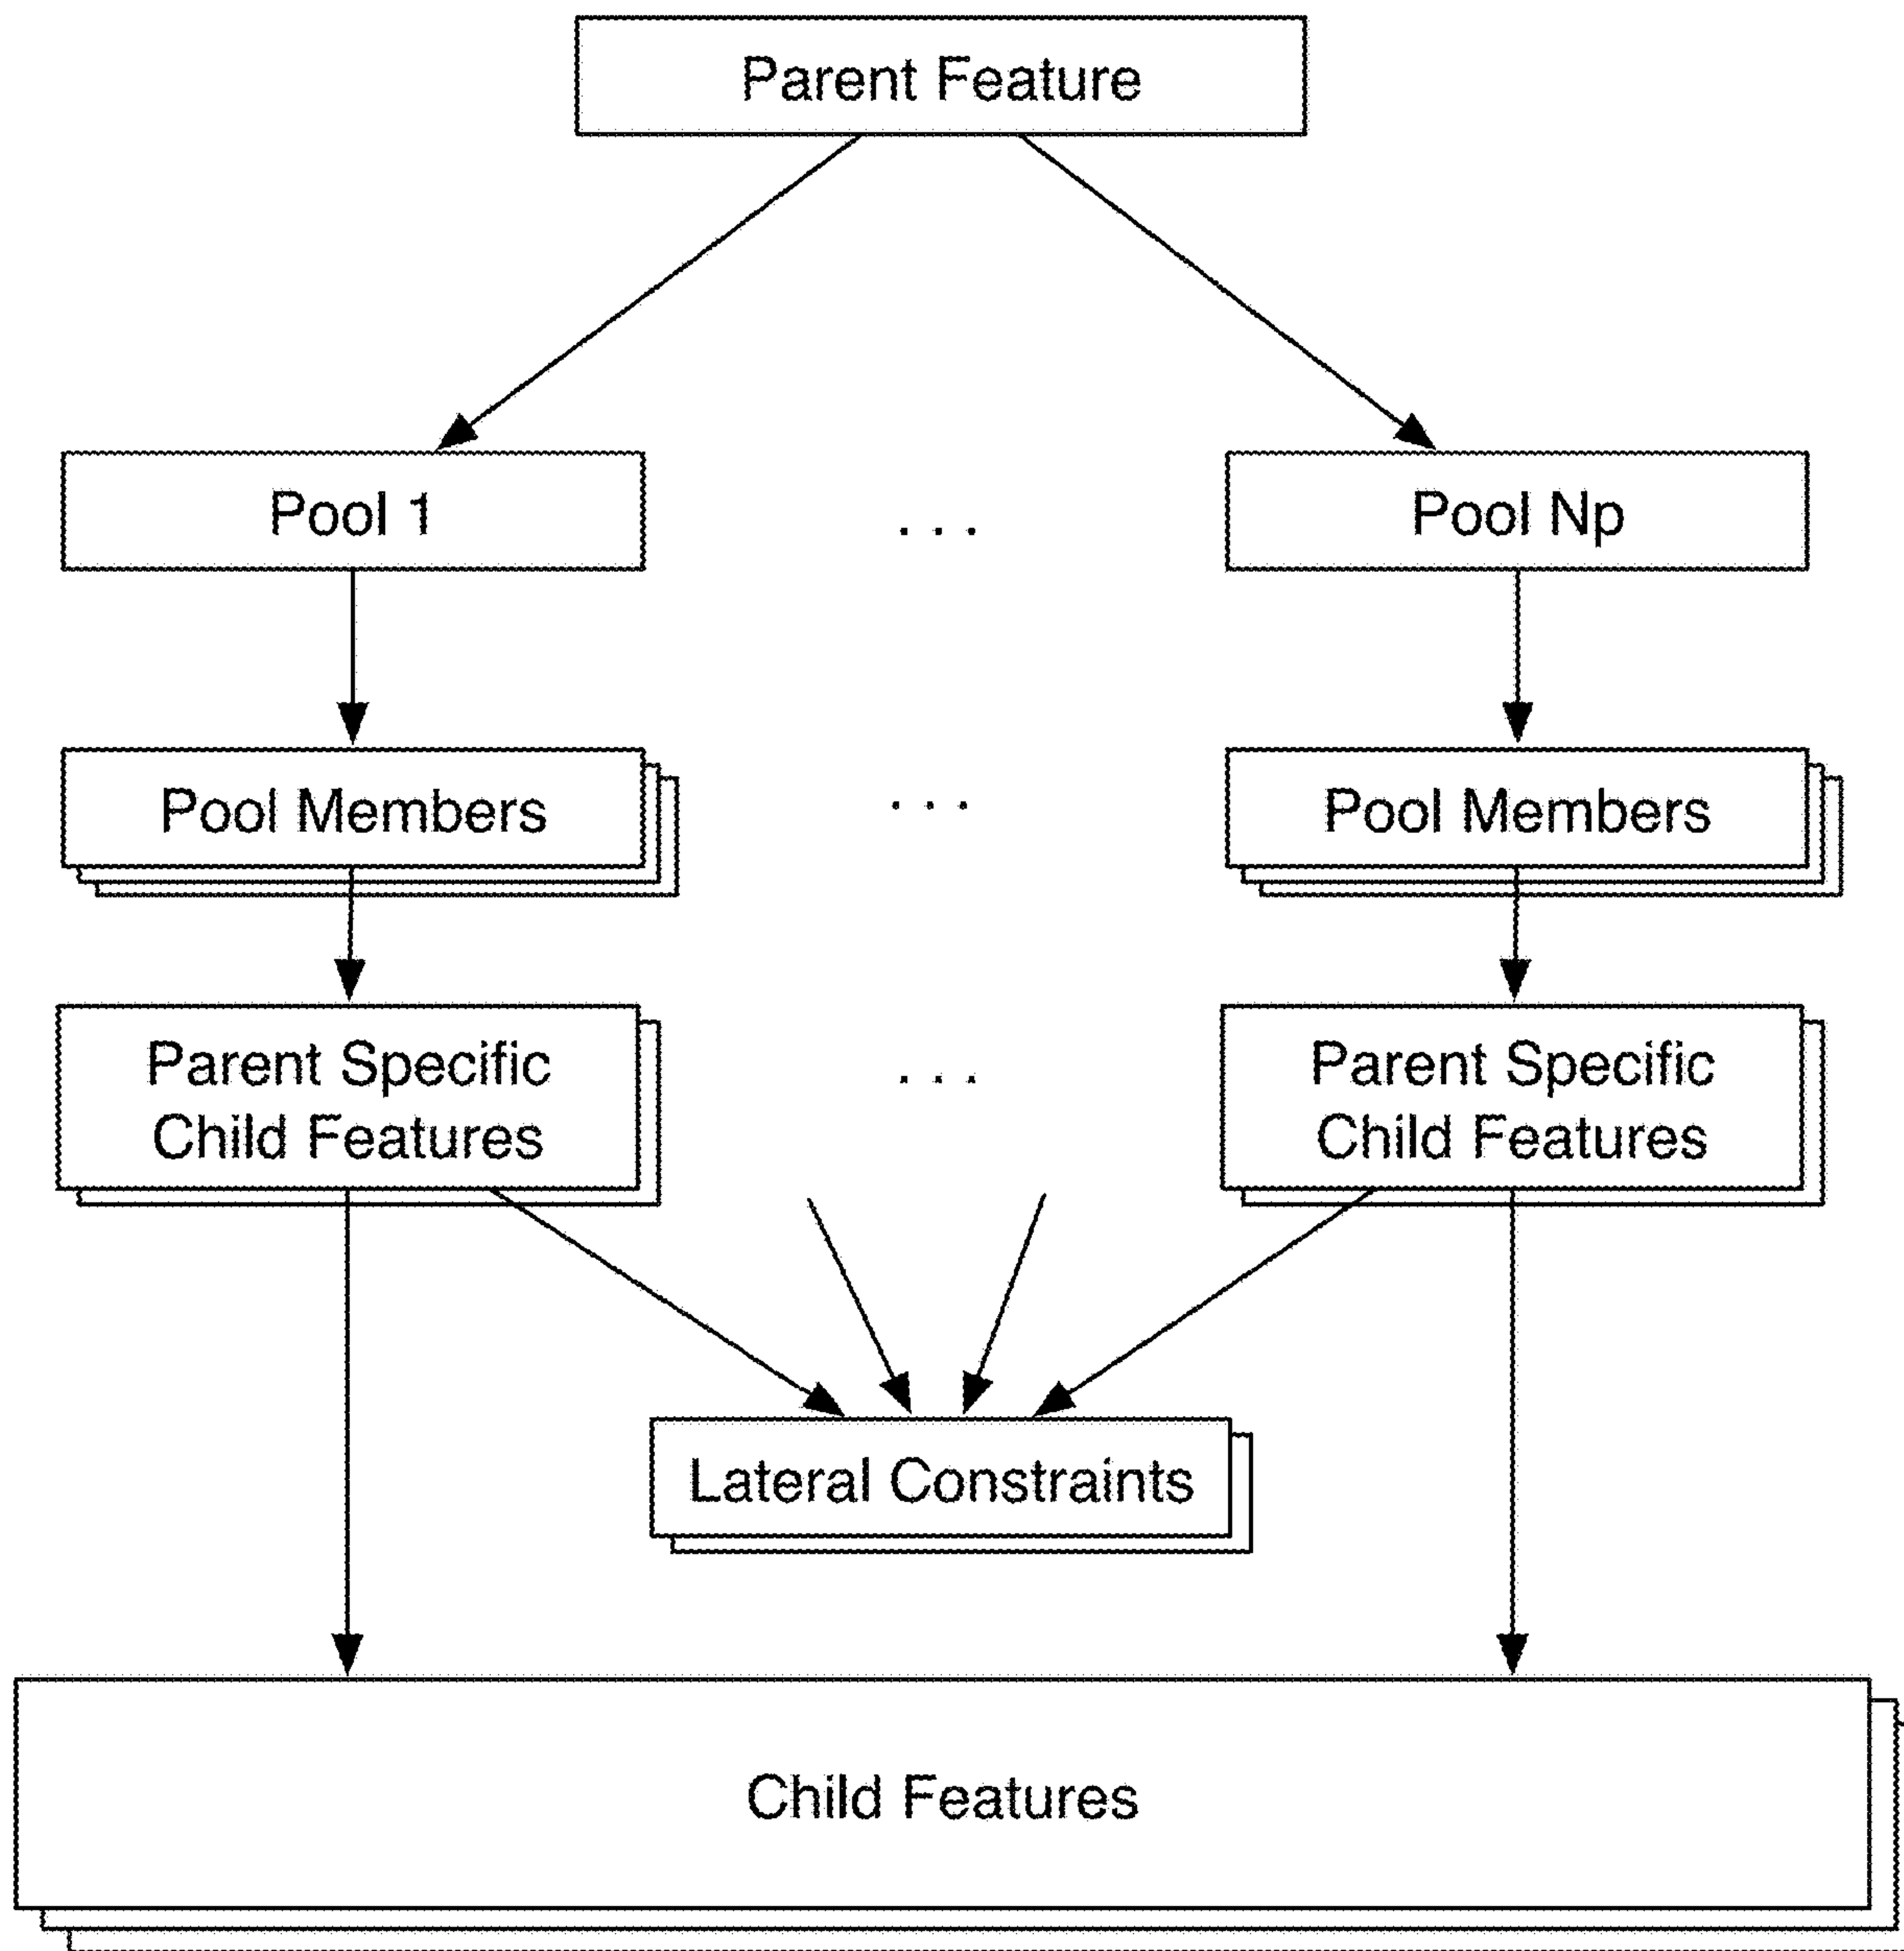 Parent Feature
Pool 1
. . .
Pool Np
Pool Members
. . .
Pool Members
Parent Specific
Child Features
. . .
Parent Specific
Child Features
Lateral Constraints
Child Features